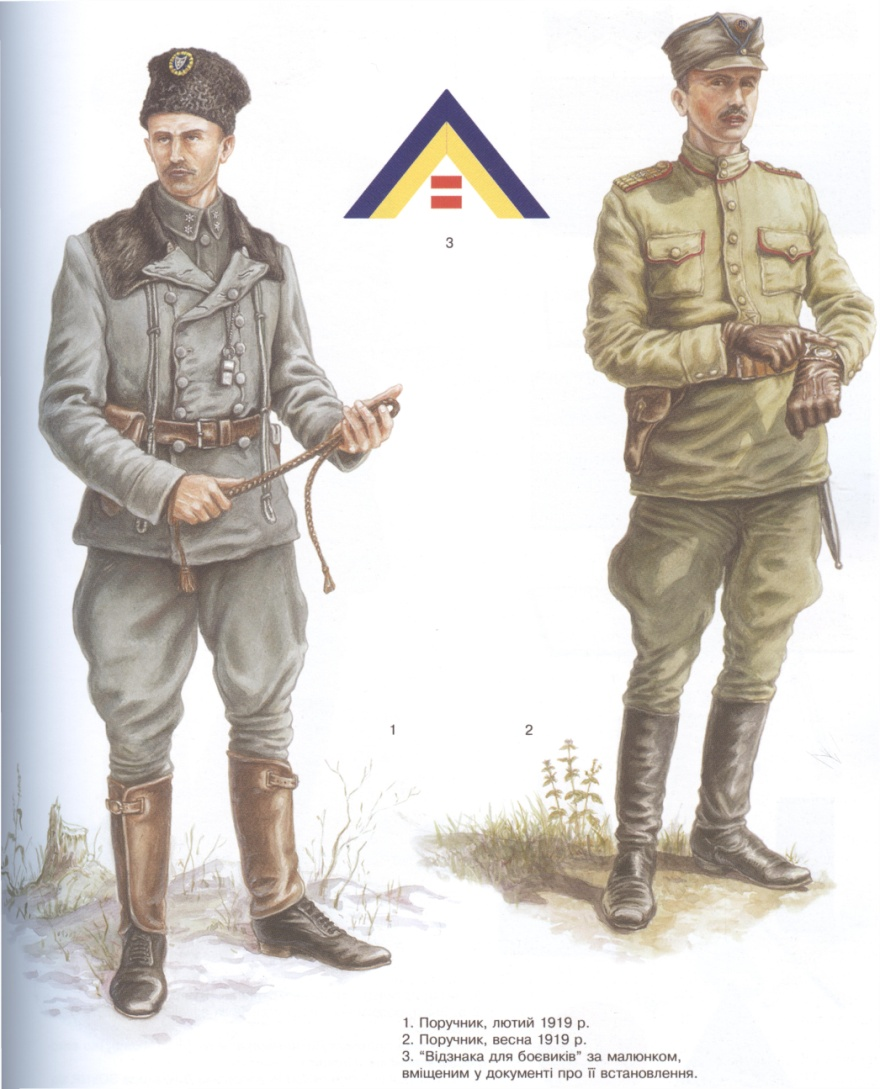 3
1
2
1. Поручник, лютий 1919 р.
2. Поручник, весна 1919 р.
3. “Відзнака для боєвиків” за малюнком,
вміщеним у документі про її встановлення.